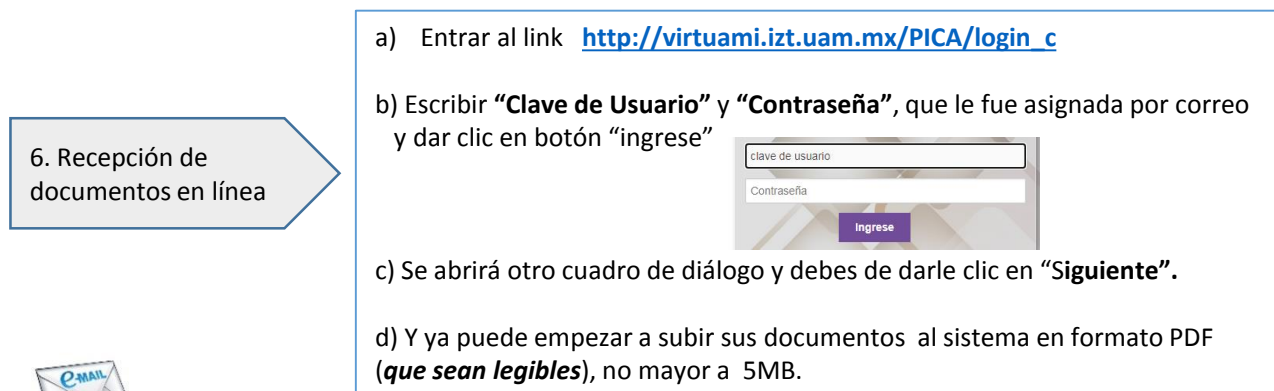 6. Recepción de
documentos en línea
a) Entrar al link http://virtuami.izt.uam.mx/PICA/login_c
b) Escribir “Clave de Usuario” y “Contraseña”, que le fue asignada por correo
y dar clic en botón “ingrese”
clave de usuario
Contraseña
Ingrese
c) Se abrirá otro cuadro de diálogo y debes de darle clic en “Siguiente”.
d) Y ya puede empezar a subir sus documentos al sistema en formato PDF
(que sean legibles), no mayor a 5MB.
E-MAIL